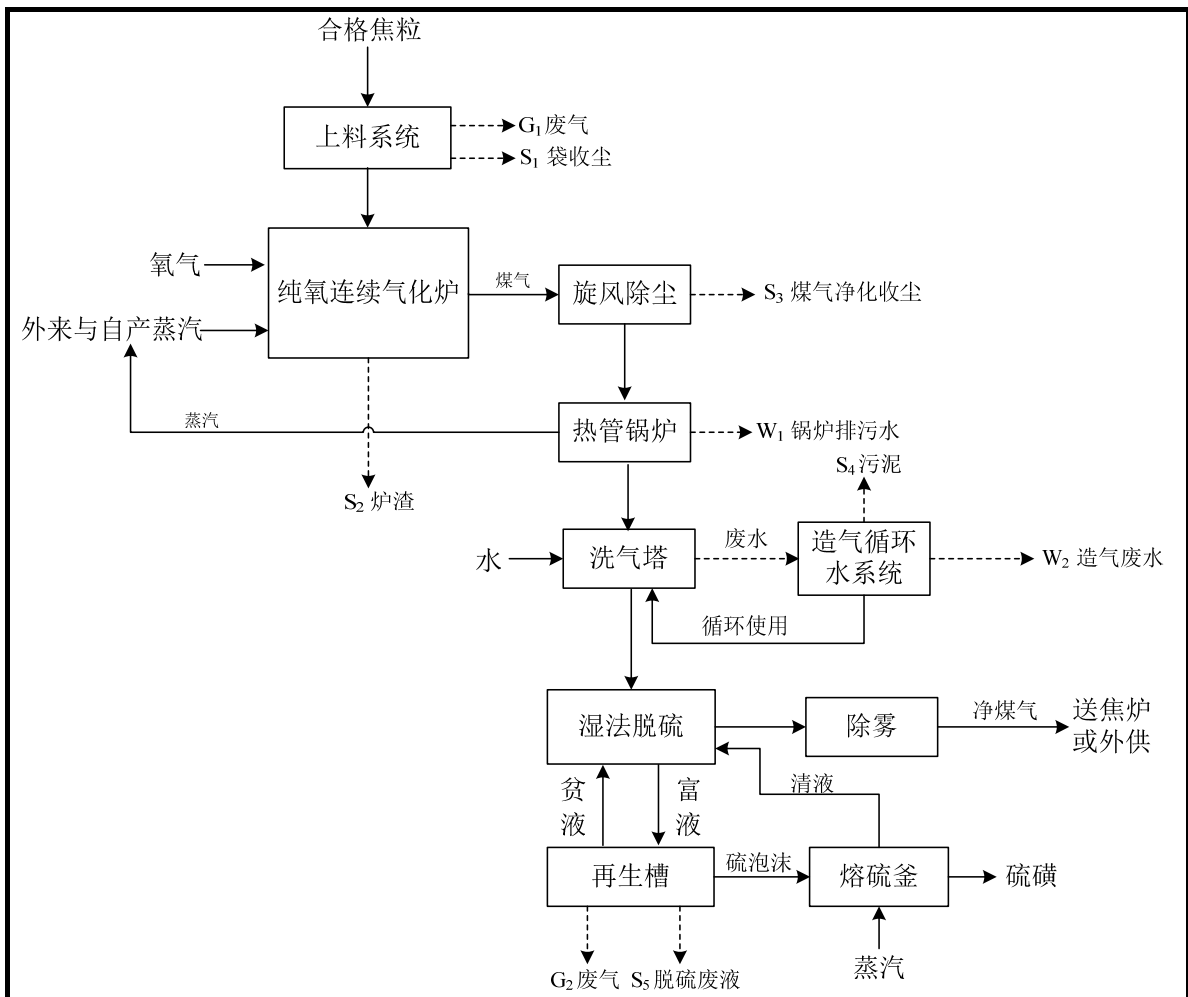 合格焦粒
上料系统
G₁废气
S₁ 袋收尘
氧气
纯氧连续气化炉
煤气
旋风除尘
S₃ 煤气净化收尘
外来与自产蒸汽
蒸汽
热管锅炉
W₁ 锅炉排污水
S₂ 炉渣
S₄污泥
水
洗气塔
废水
造气循环
水系统
W₂ 造气废水
循环使用
湿法脱硫
除雾
净煤气
送焦炉
或外供
贫
液
富
液
清液
再生槽
硫泡沫
熔硫釜
硫磺
G₂废气
S₅脱硫废液
蒸汽